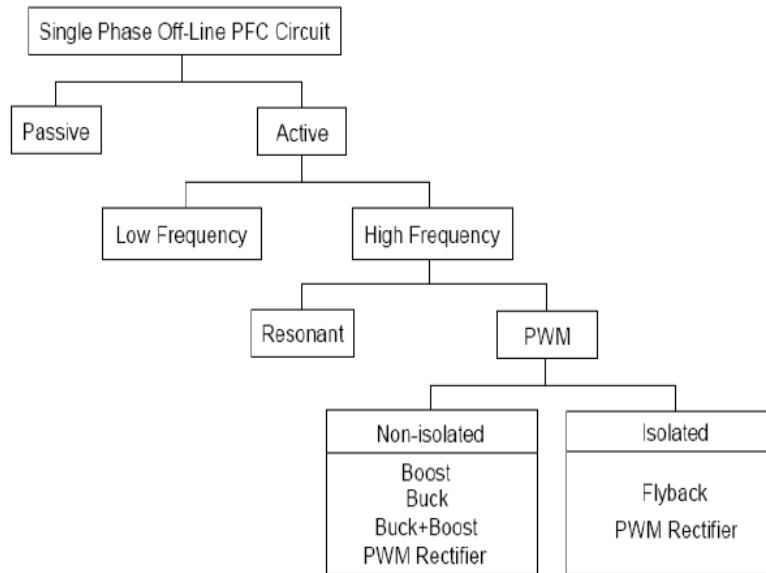 Single Phase Off-Line PFC Circuit
Passive
Active
Low Frequency
High Frequency
Resonant
PWM
Non-isolated
Boost
Buck
Buck+Boost
PWM Rectifier
Isolated
Flyback
PWM Rectifier